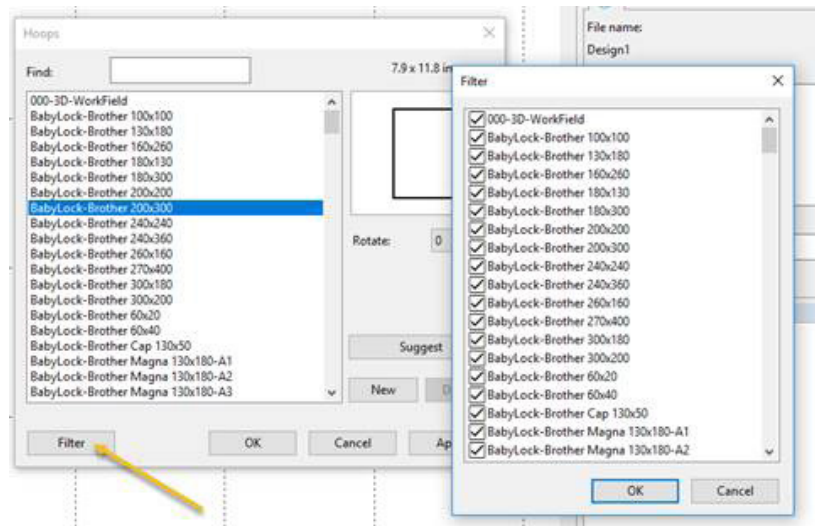 Hoops
Find:
7.9 x 11.8 in
000-3D-WorkField
BabyLock-Brother 100x100
BabyLock-Brother 130x180
BabyLock-Brother 160x260
BabyLock-Brother 180x130
BabyLock-Brother 180x300
BabyLock-Brother 200x200
BabyLock-Brother 200x300
BabyLock-Brother 240x240
BabyLock-Brother 240x360
BabyLock-Brother 260x160
BabyLock-Brother 270x400
BabyLock-Brother 300x180
BabyLock-Brother 300x200
BabyLock-Brother 60x20
BabyLock-Brother 60x40
BabyLock-Brother Cap 130x50
BabyLock-Brother Magna 130x180-A1
BabyLock-Brother Magna 130x180-A2
BabyLock-Brother Magna 130x180-A3
Rotate: 0
Suggest
New
Filter OK Cancel Ap
File name:
Design1
Filter
000-3D-WorkField
BabyLock-Brother 100x100
BabyLock-Brother 130x180
BabyLock-Brother 160x260
BabyLock-Brother 180x130
BabyLock-Brother 180x300
BabyLock-Brother 200x200
BabyLock-Brother 200x300
BabyLock-Brother 240x240
BabyLock-Brother 240x360
BabyLock-Brother 260x160
BabyLock-Brother 270x400
BabyLock-Brother 300x180
BabyLock-Brother 300x200
BabyLock-Brother 60x20
BabyLock-Brother 60x40
BabyLock-Brother Cap 130x50
BabyLock-Brother Magna 130x180-A1
BabyLock-Brother Magna 130x180-A2
OK Cancel